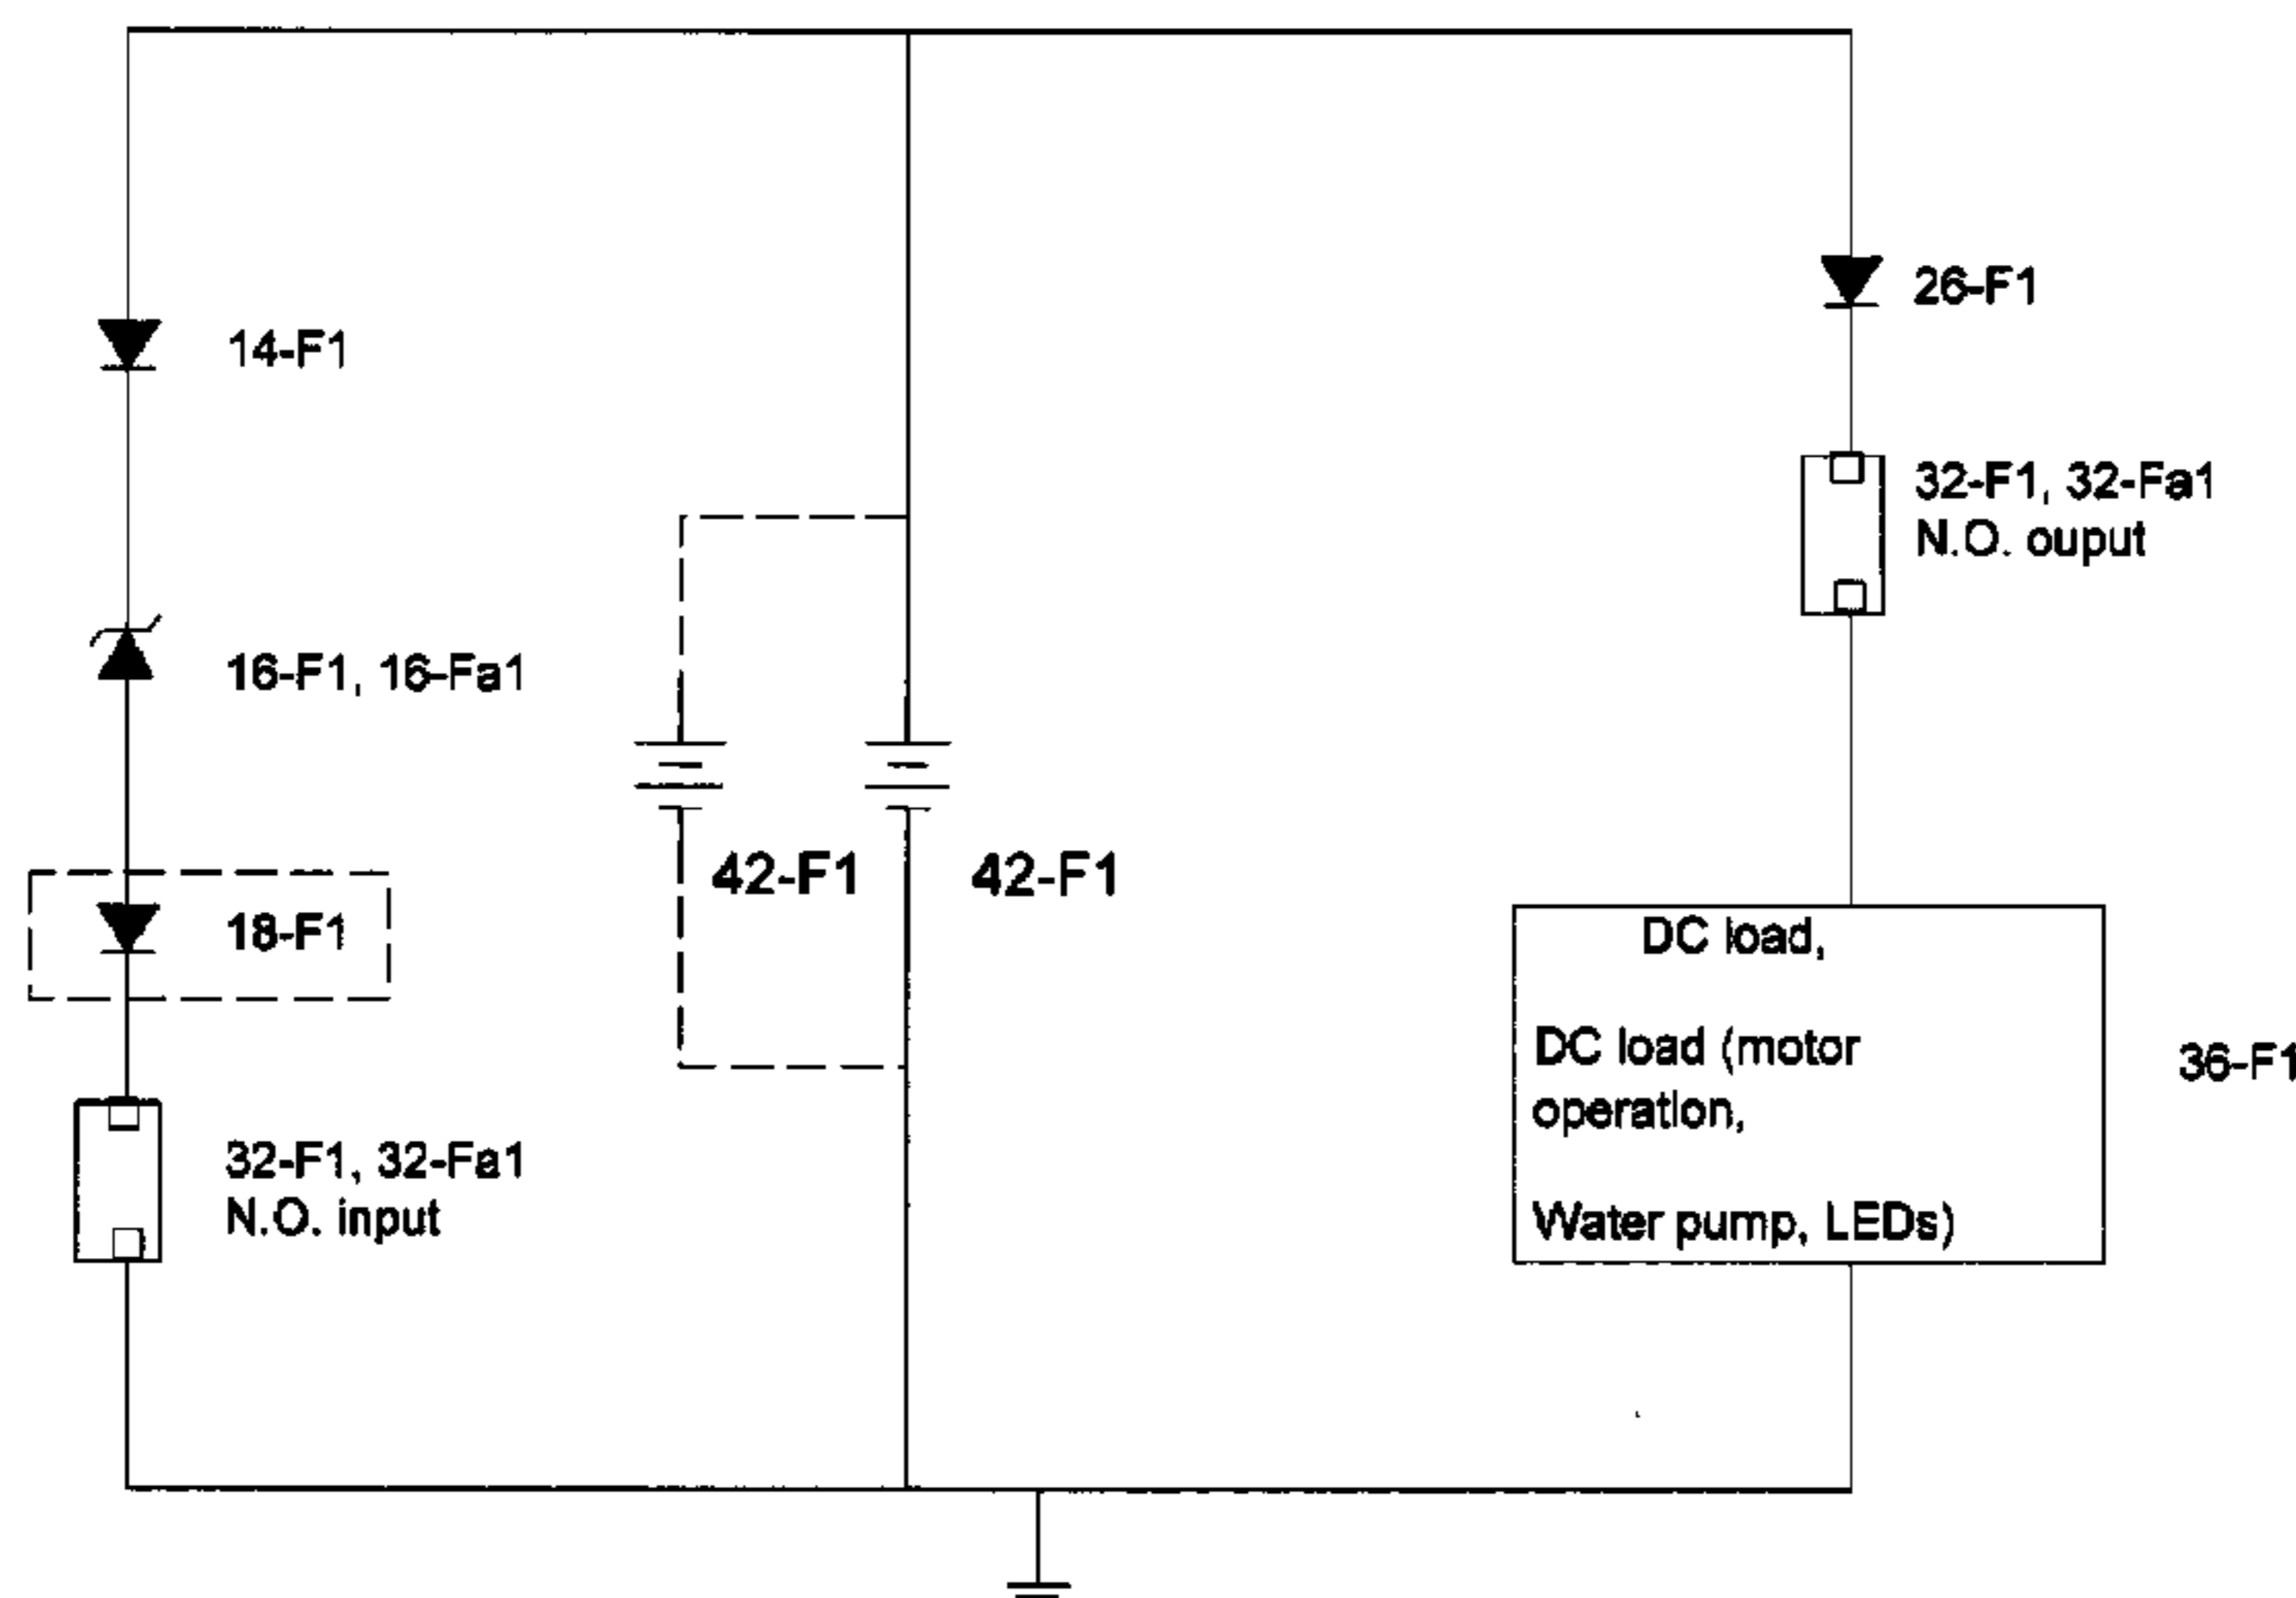 14-F1
16-F1, 16-Fa1
18-F1
32-F1, 32-Fa1
N.O. input
42-F1
42-F1
26-F1
32-F1, 32-Fa1
N.O. ouput
DC load,
DC load (motor
operation,
Water pump, LEDs)
36-F1